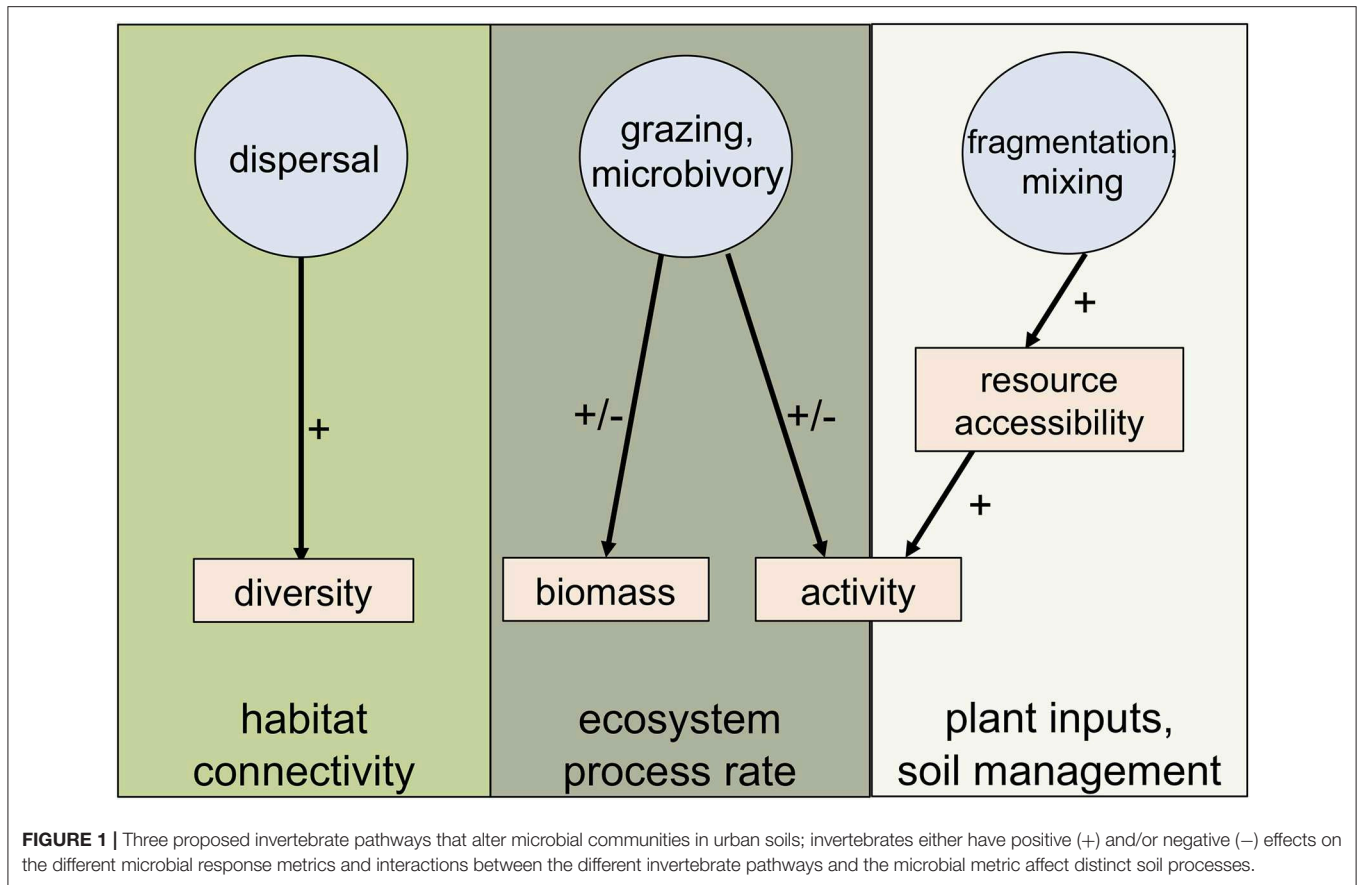 dispersal
grazing,
microbivory
fragmentation,
mixing
+
+/-
+/-
+
resource
accessibility
+
diversity
biomass
activity
habitat
connectivity
ecosystem
process rate
plant inputs,
soil management
FIGURE 1 | Three proposed invertebrate pathways that alter microbial communities in urban soils; invertebrates either have positive (+) and/or negative (−) effects on
the different microbial response metrics and interactions between the different invertebrate pathways and the microbial metric affect distinct soil processes.